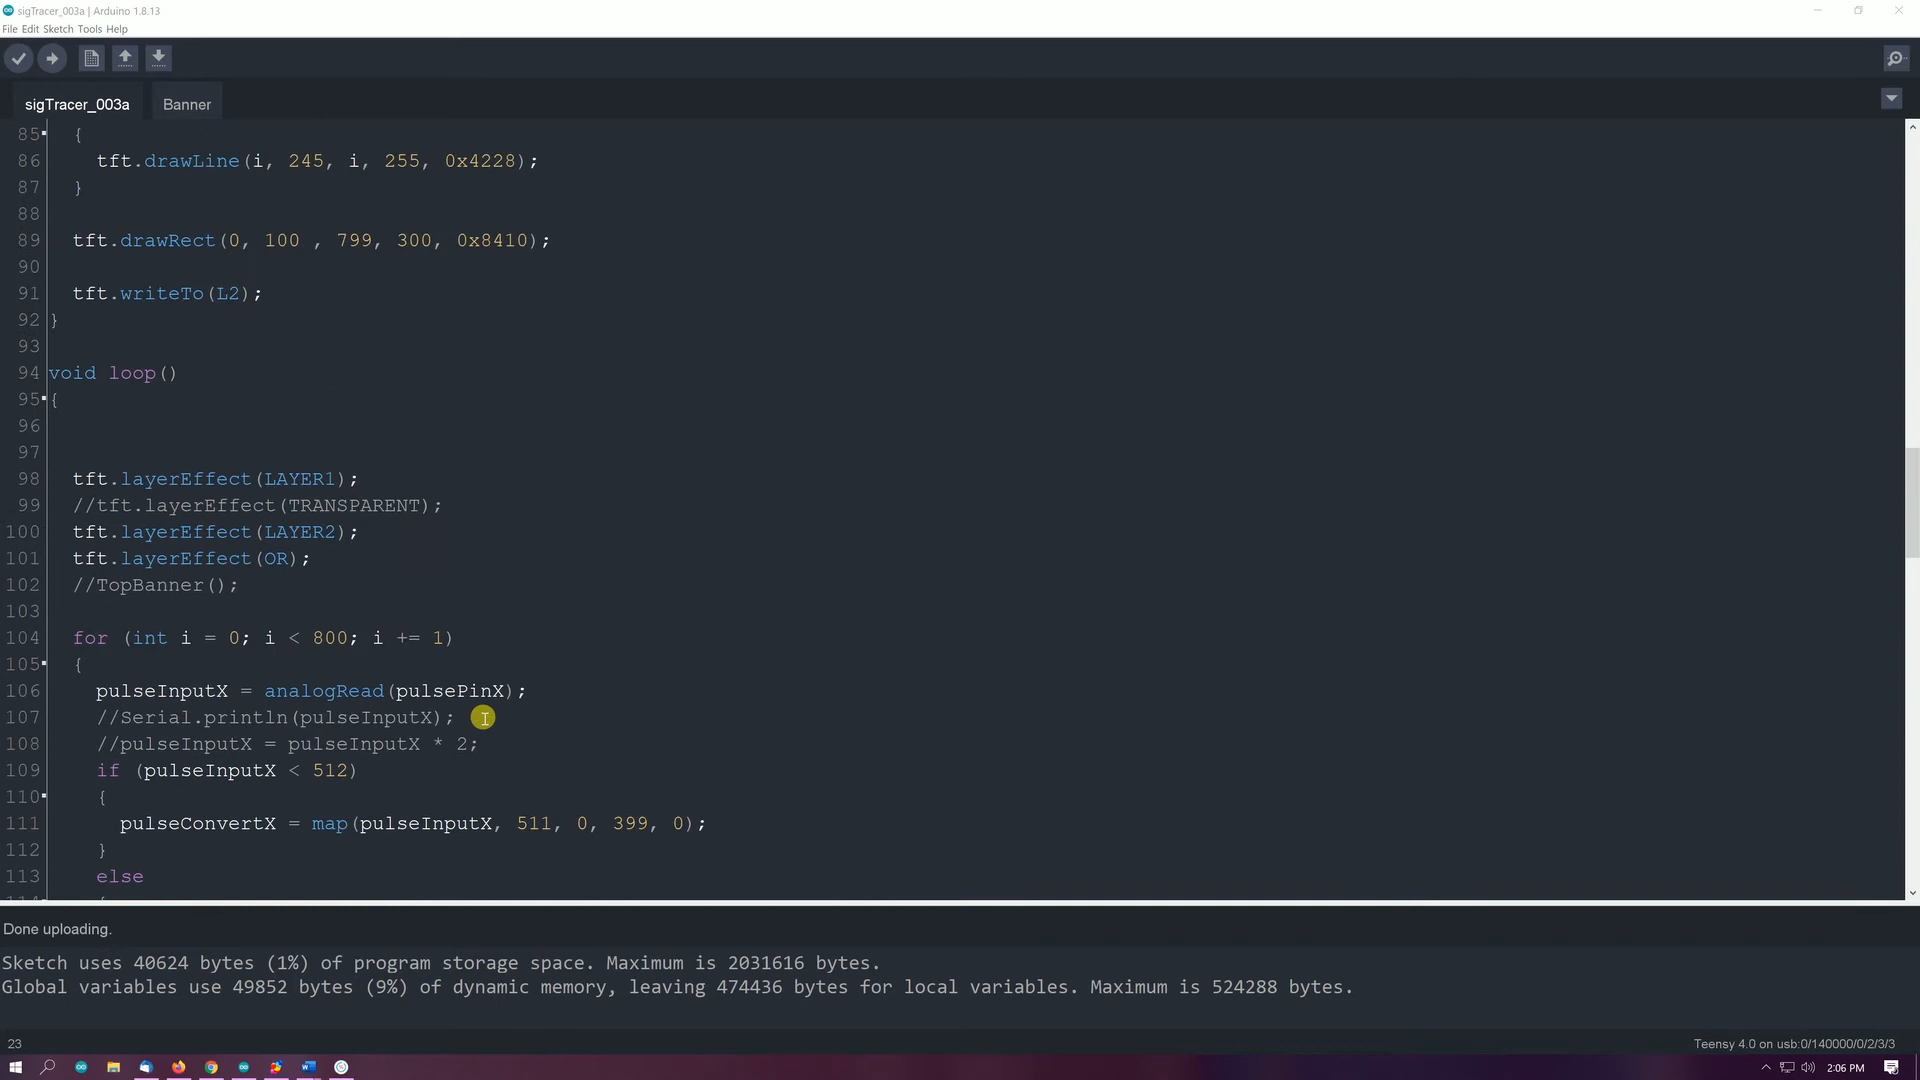 sigTracer_003a | Arduino 1.8.13
File Edit Sketch Tools Help
sigTracer_003a Banner
85 {
86 tft.drawLine(i, 245, i, 255, 0x4228);
87 }
88
89 tft.drawRect(0, 100 , 799, 300, 0x8410);
90
91 tft.writeTo(L2);
92 }
93
94 void loop()
95 {
96
97
98 tft.layerEffect(LAYER1);
99 //tft.layerEffect(TRANSPARENT);
100 tft.layerEffect(LAYER2);
101 tft.layerEffect(OR);
102 //TopBanner();
103
104 for (int i = 0; i < 800; i += 1)
105 {
106 pulseInputX = analogRead(pulsePinX);
107 //Serial.println(pulseInputX);
108 //pulseInputX = pulseInputX * 2;
109 if (pulseInputX < 512)
110 {
111 pulseConvertX = map(pulseInputX, 511, 0, 399, 0);
112 }
113 else
114 {
Done uploading.
Sketch uses 40624 bytes (1%) of program storage space. Maximum is 2031616 bytes.
Global variables use 49852 bytes (9%) of dynamic memory, leaving 474436 bytes for local variables. Maximum is 524288 bytes.
23 Teensy 4.0 on usb:0/140000/0/2/3/3
2:06 PM